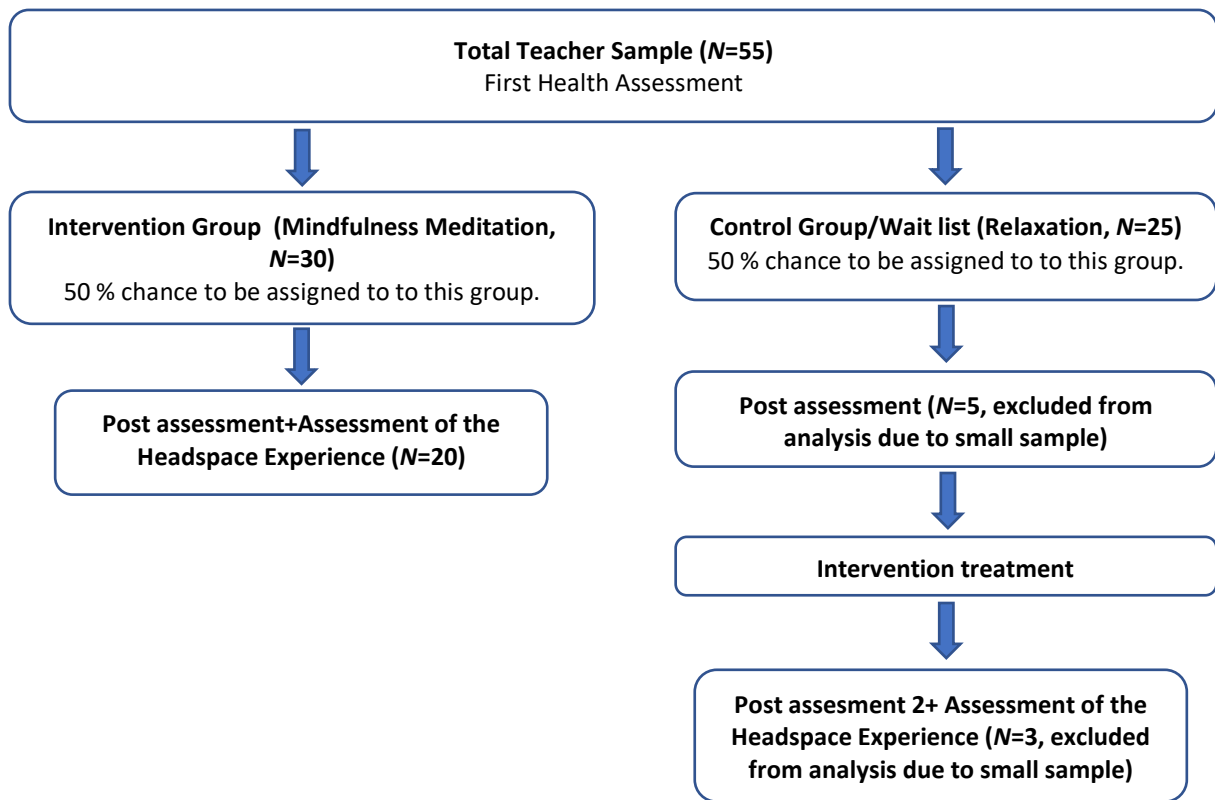 Total Teacher Sample (N=55)
First Health Assessment
Intervention Group  (Mindfulness Meditation,
N=30)
50 % chance to be assigned to to this group.
Control Group/Wait list (Relaxation, N=25)
50 % chance to be assigned to to this group.
Post assessment+Assessment of the
Headspace Experience (N=20)
Post assessment (N=5, excluded from
analysis due to small sample)
Intervention treatment
Post assesment 2+ Assessment of the
Headspace Experience (N=3, excluded
from analysis due to small sample)